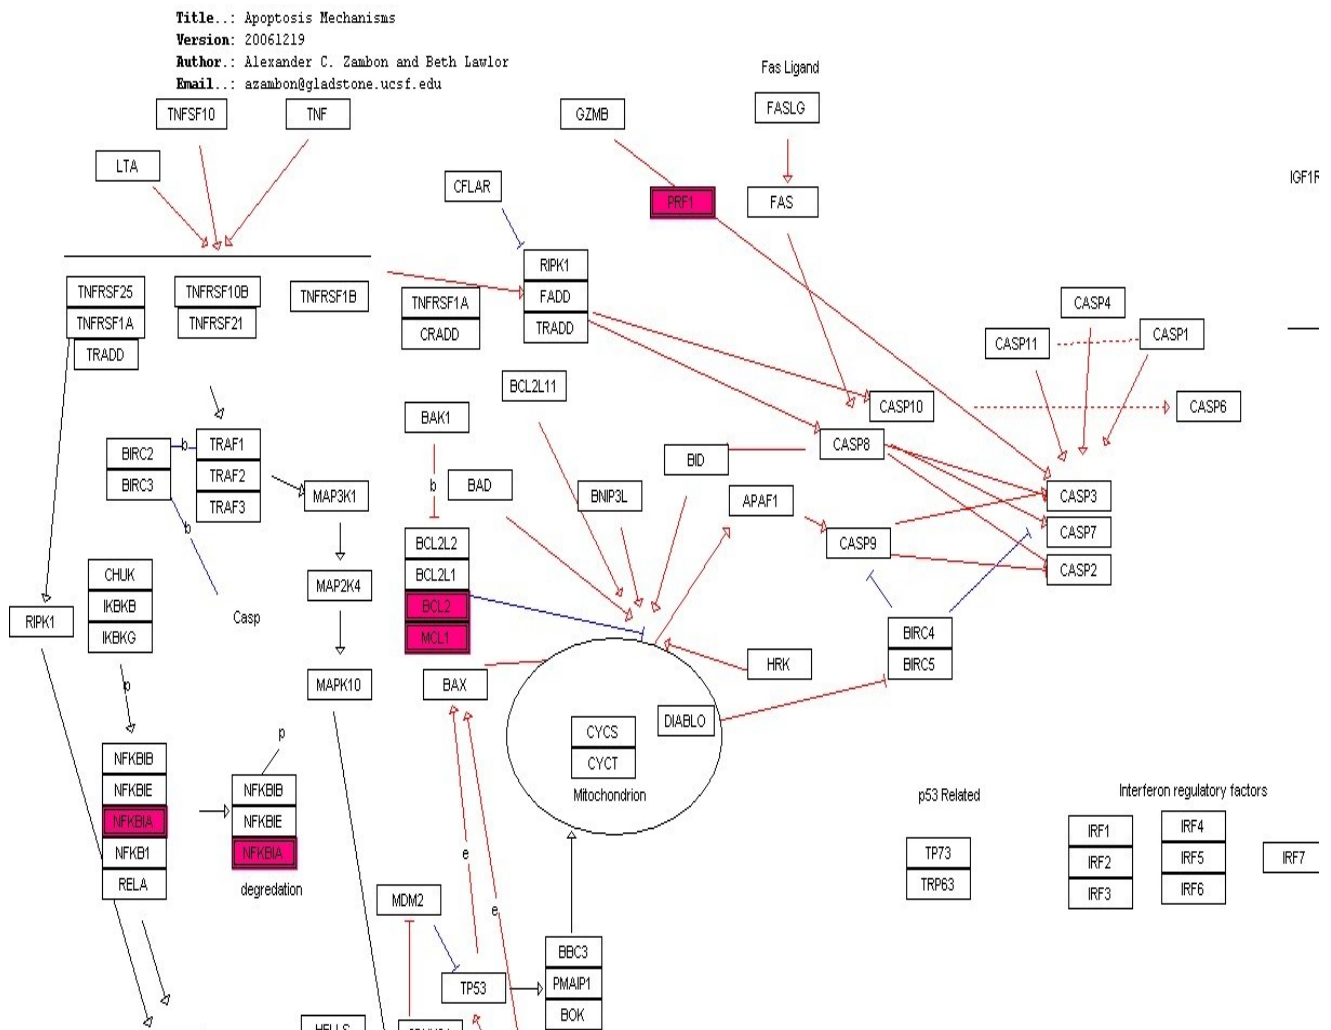 Title..: Apoptosis Mechanisms
Version: 20061219
Author.: Alexander C. Zambon and Beth Lawlor
Email..: azambon@gladstone.ucsf.edu
Fas Ligand
TNFSF10
TNF
GZMB
FASLG
LTA
CFLAR
PRF1
FAS
IGF1R
TNFRSF25
TNFRSF1A
TRADD
TNFRSF10B
TNFRSF21
TNFRSF1B
TNFRSF1A
CRADD
RIPK1
FADD
TRADD
CASP4
CASP11
CASP1
BCL2L11
BAK1
CASP10
CASP6
CASP8
BIRC2
BIRC3
b
b
TRAF1
TRAF2
TRAF3
MAP3K1
b
BAD
BNIP3L
BID
APAF1
CASP9
CASP3
CASP7
CASP2
BCL2L2
BCL2L1
BCL2
MCL1
CHUK
IKBKB
IKBKG
MAP2K4
Casp
RIPK1
BIRC4
BIRC5
HRK
MAPK10
BAX
p
DIABLO
CYCS
CYCT
Mitochondrion
p
NFKBIB
NFKBIE
NFKBIA
NFKB1
RELA
NFKBIB
NFKBIE
NFKBIA
degredation
e
e
p53 Related
TP73
TRP63
Interferon regulatory factors
IRF1
IRF2
IRF3
IRF4
IRF5
IRF6
IRF7
MDM2
TP53
BBC3
PMAIP1
BOK
HELLS